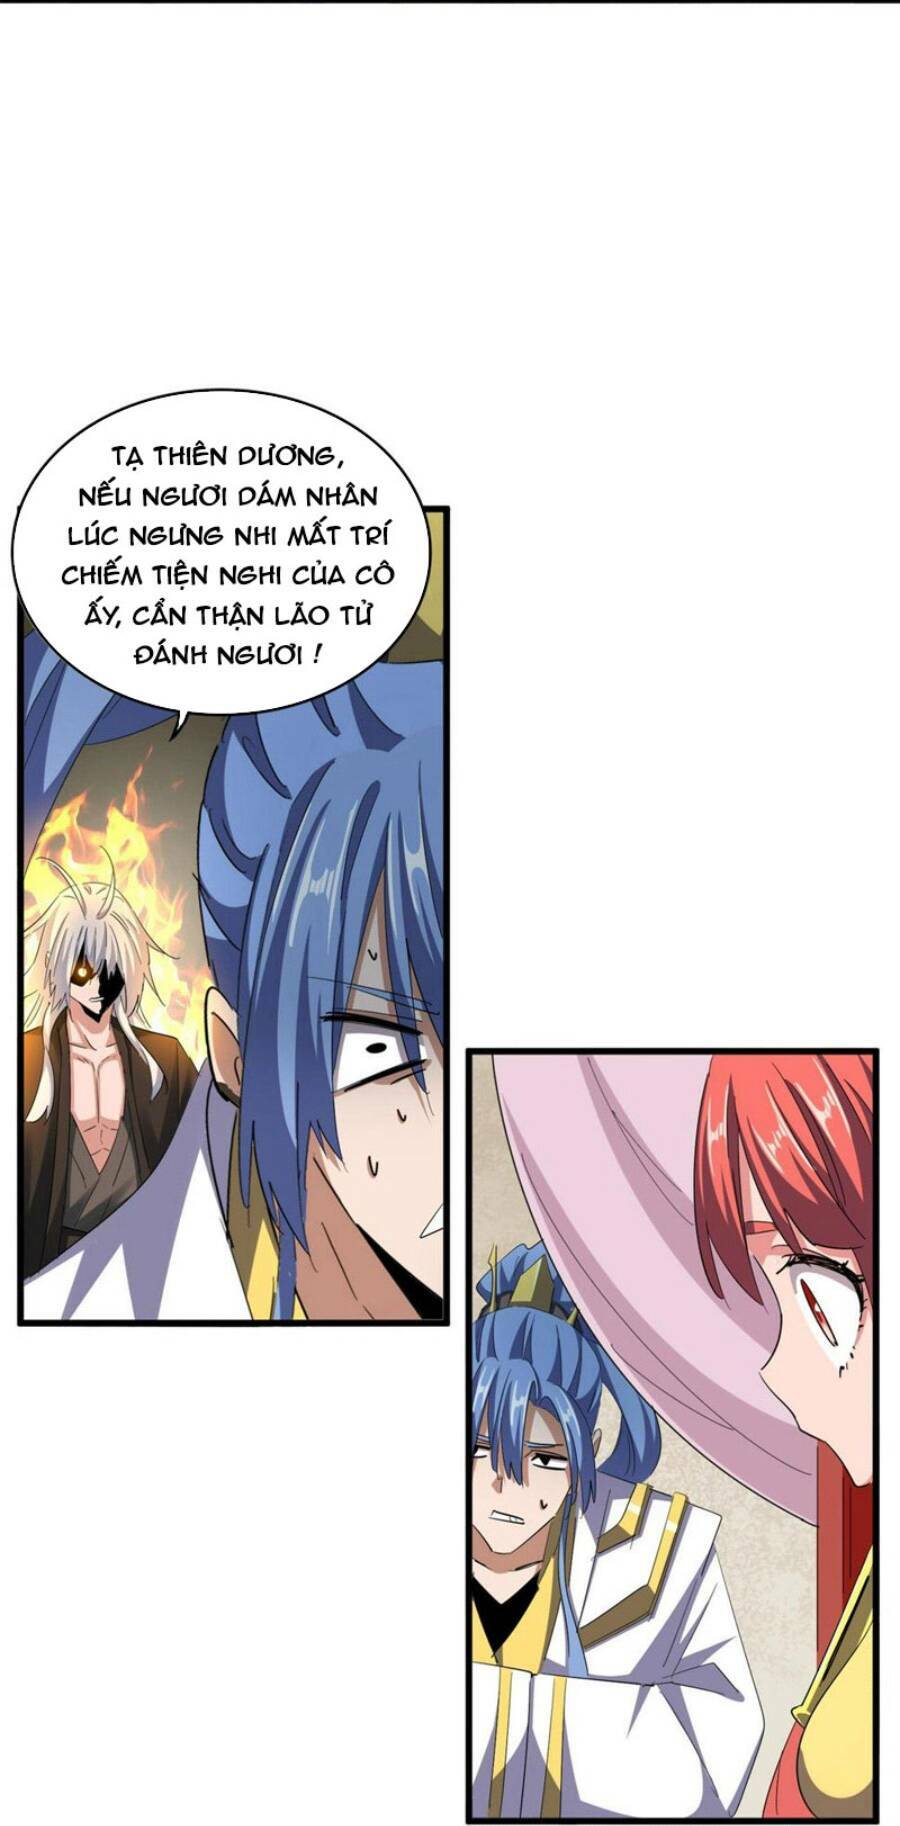 TẠ THIÊN DƯƠNG,
NẾU NGƯƠI DÁM NHÂN
LÚC NGƯNG NHI MẤT TRÍ
CHIẾM TIỆN NGHI CỦA CÔ
ẤY, CẨN THẬN LÃO TỬ
ĐÁNH NGƯƠI !